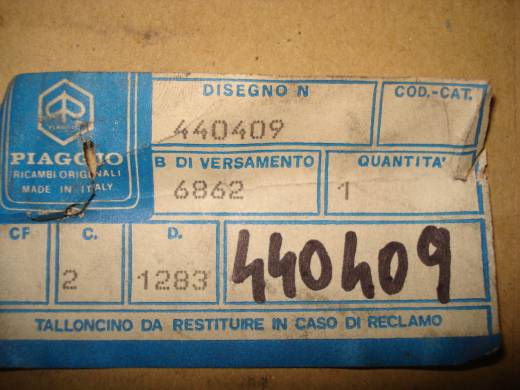 DISEGNO N
COD.-CAT.
PIAGGIO
440409
PIAGGIO
RICAMBI ORIGINALI
MADE IN ITALY
B DI VERSAMENTO
QUANTITA'
6862
1
CF
C.
D.
2
1283
440409
TALLONCINO DA RESTITUIRE IN CASO DI RECLAMO